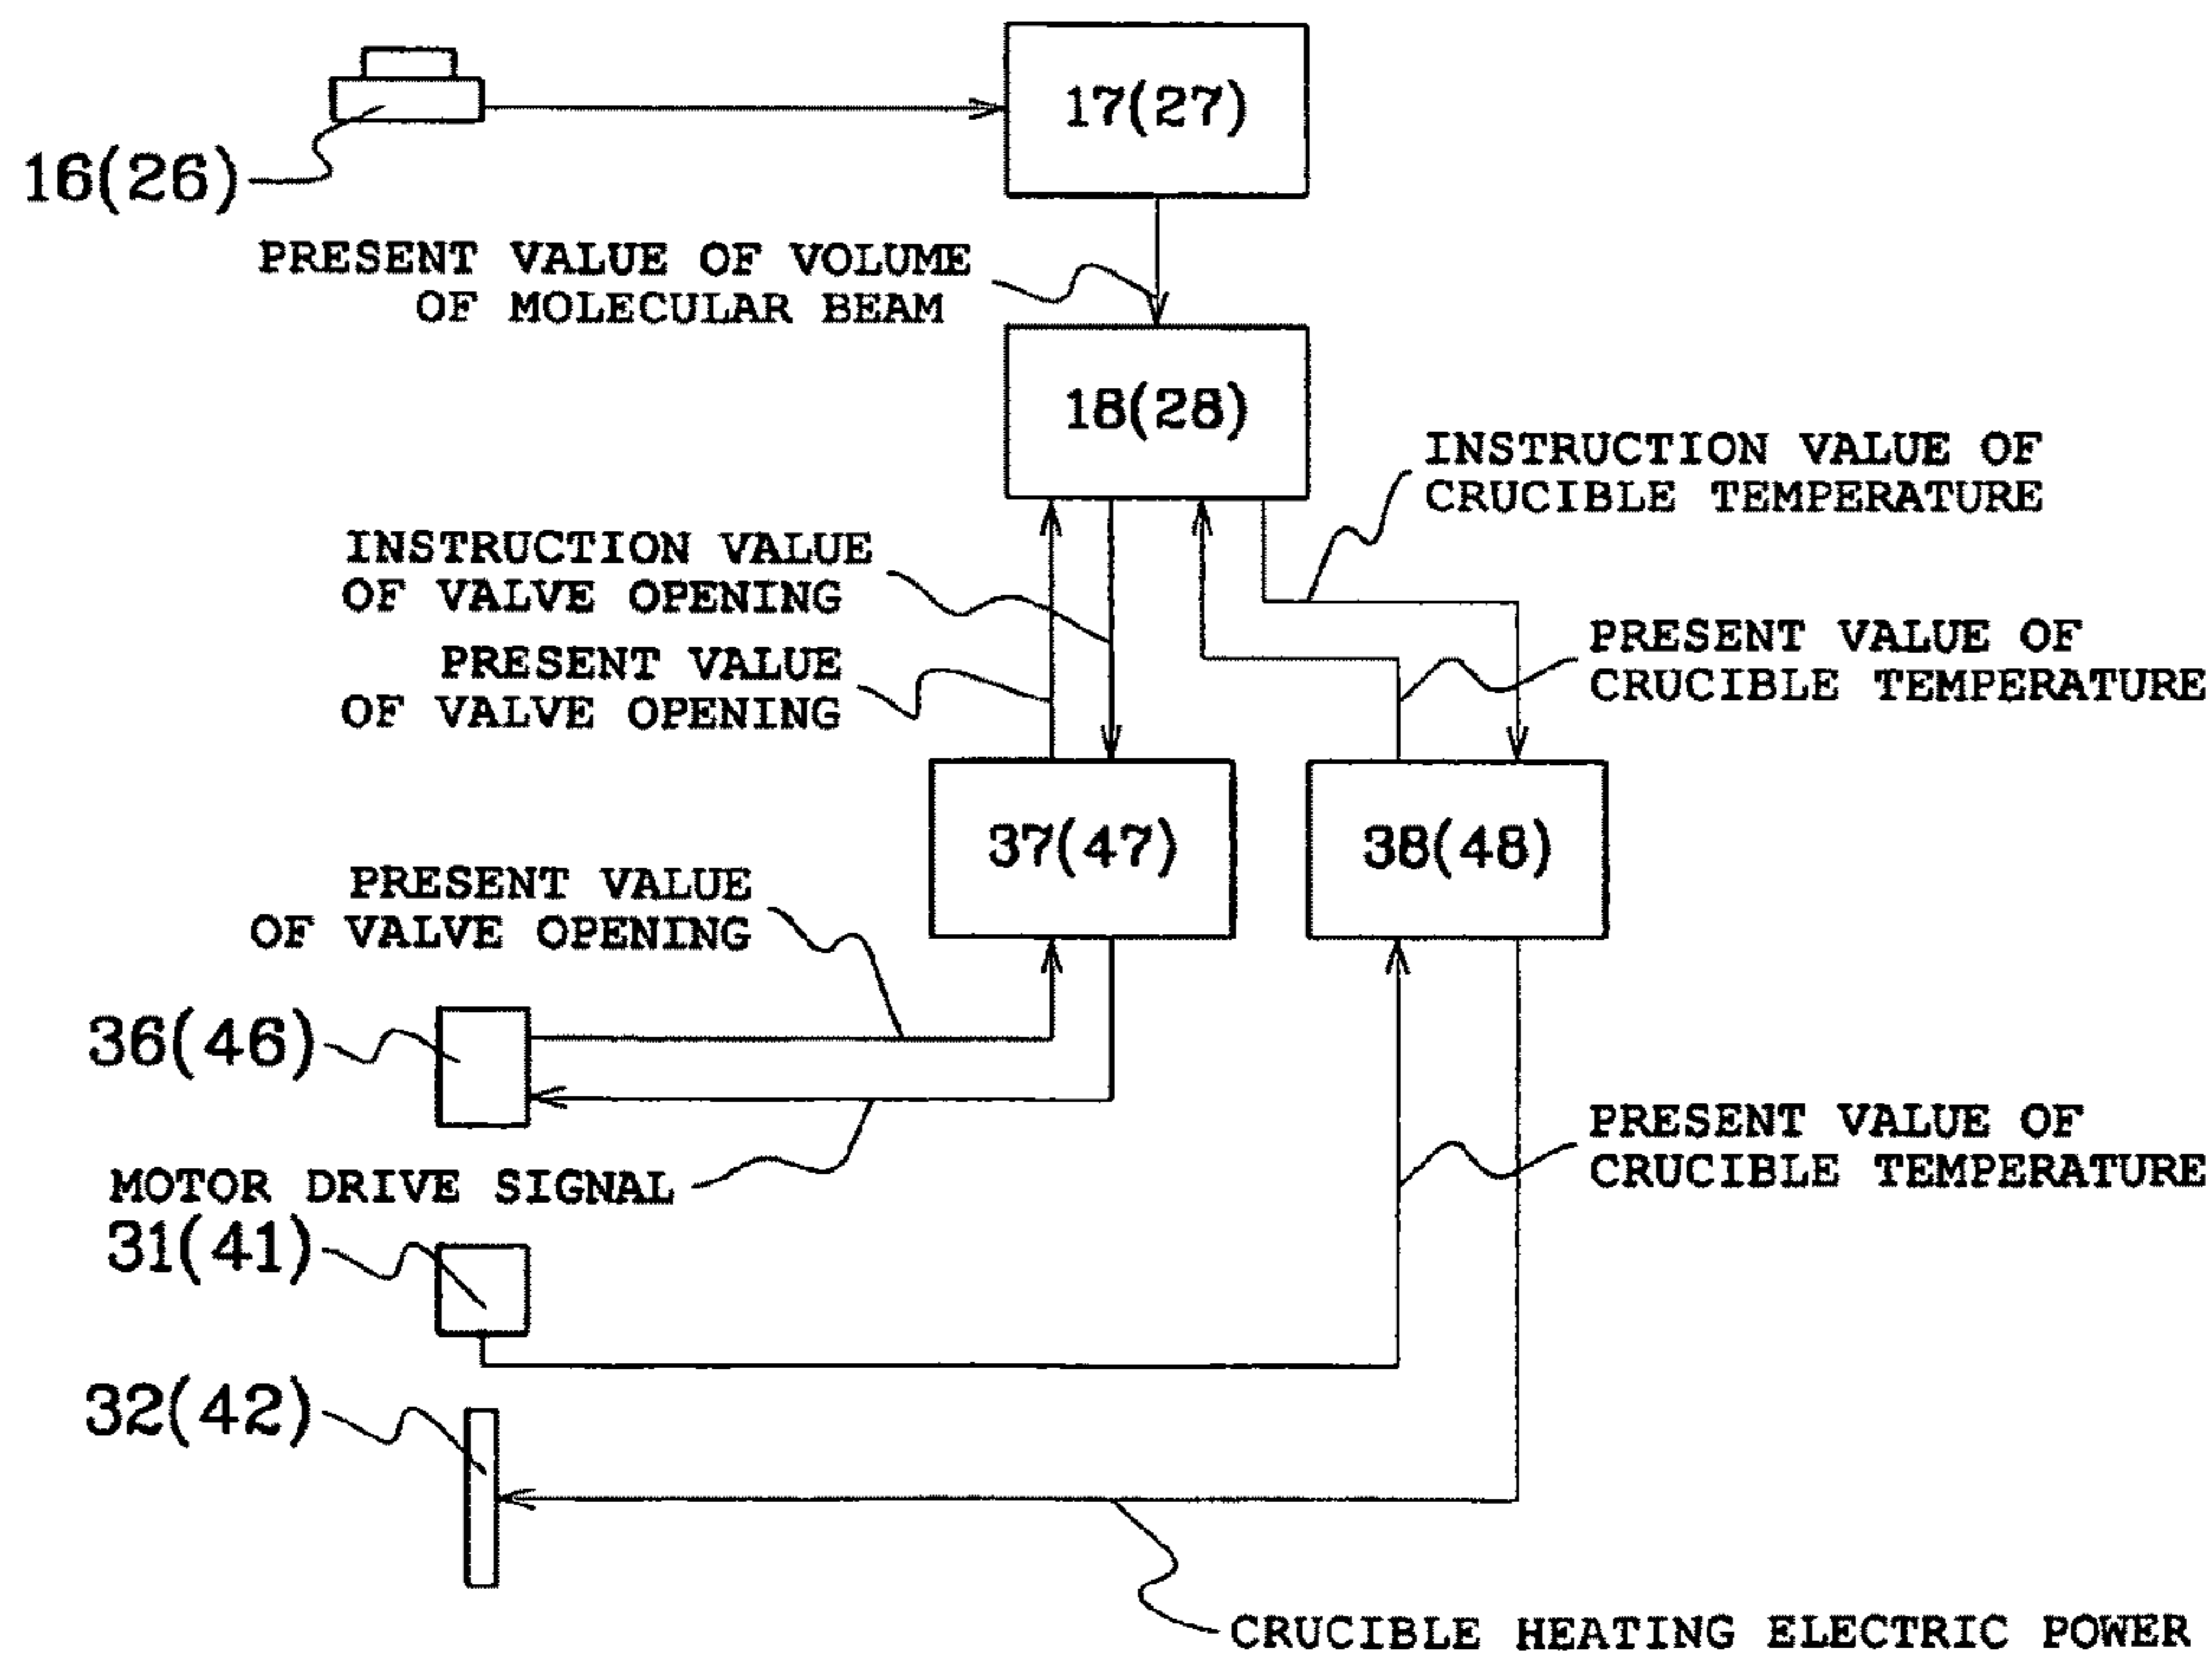 17(27)
16(26)
PRESENT VALUE OF VOLUME
OF MOLECULAR BEAM
18(28)
INSTRUCTION VALUE OF
CRUCIBLE TEMPERATURE
INSTRUCTION VALUE
OF VALVE OPENING
PRESENT VALUE
OF VALVE OPENING
PRESENT VALUE OF
CRUCIBLE TEMPERATURE
37(47)
38(48)
PRESENT VALUE
OF VALVE OPENING
36(46)
MOTOR DRIVE SIGNAL
PRESENT VALUE OF
CRUCIBLE TEMPERATURE
31(41)
32(42)
CRUCIBLE HEATING ELECTRIC POWER